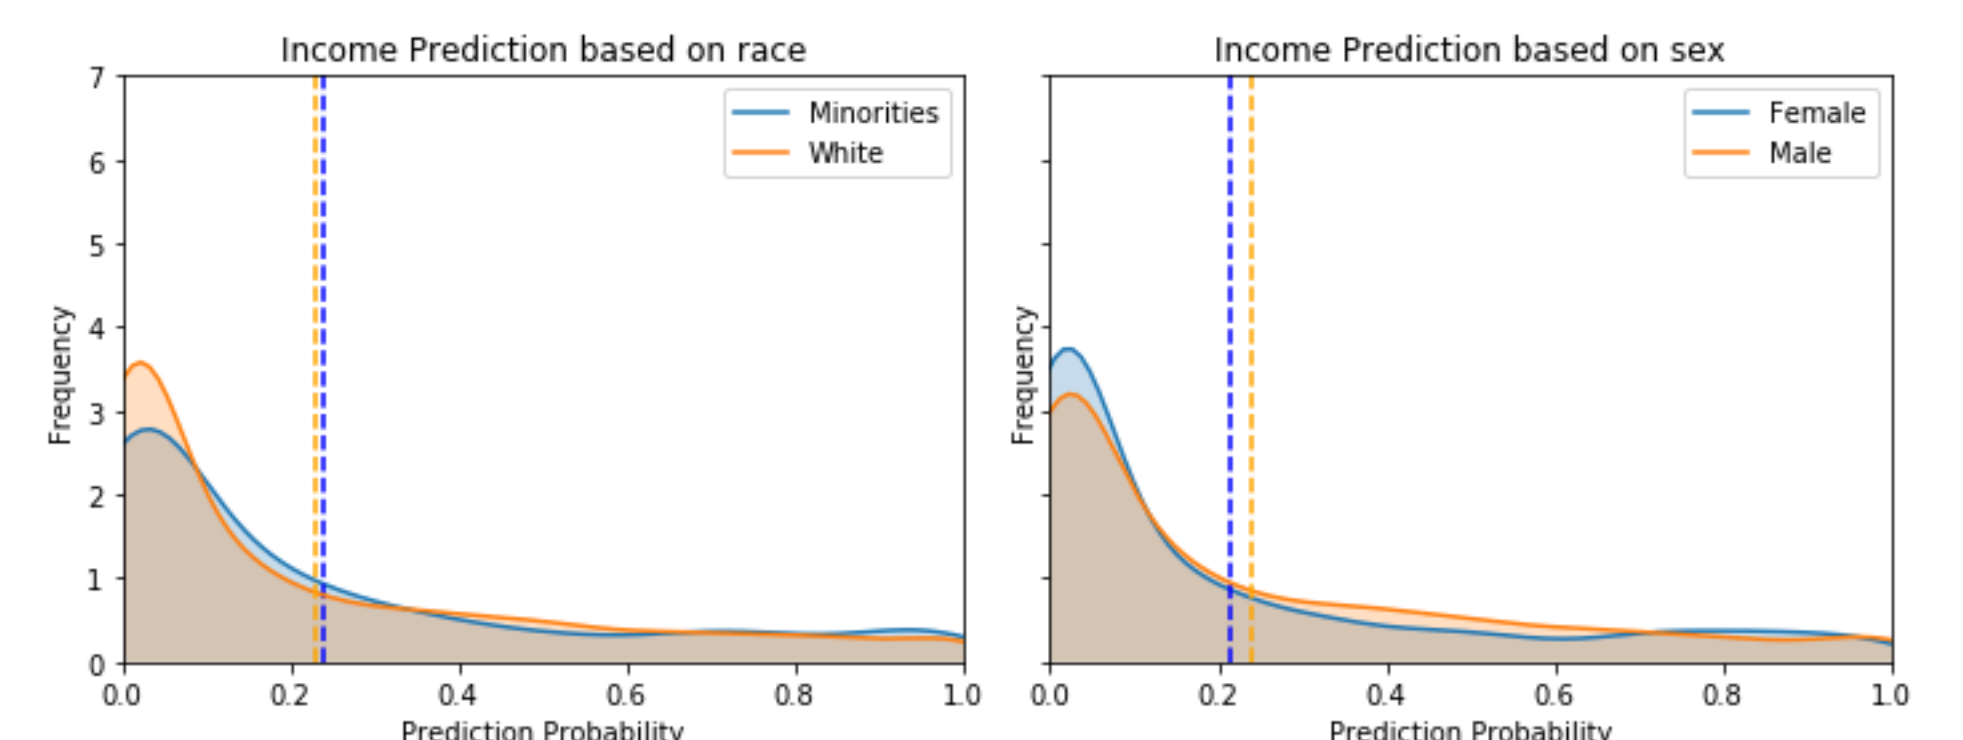 Income Prediction based on race
7
6
5
4
3
2
1
0
Frequency
Minorities
White
0.0 0.2 0.4 0.6 0.8 1.0
Prediction Probability
Income Prediction based on sex
Frequency
Female
Male
0.0 0.2 0.4 0.6 0.8 1.0
Prediction Probability